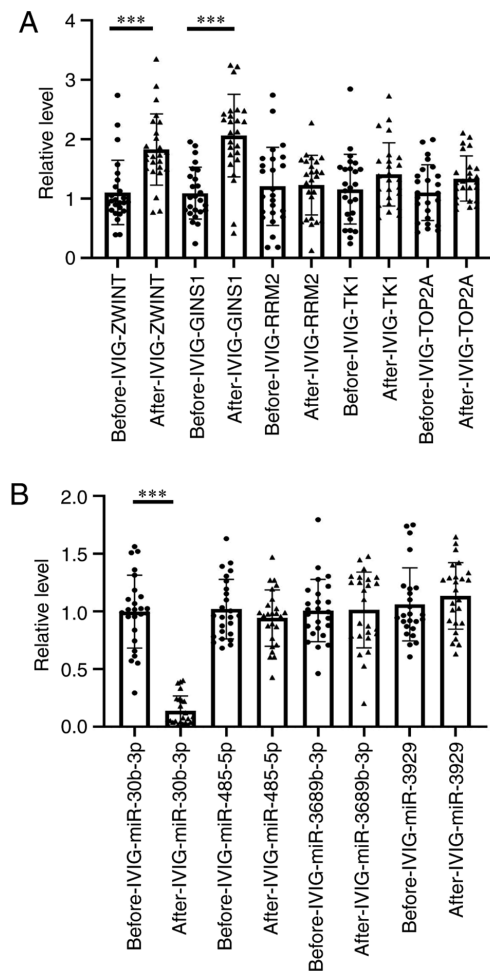 A
***
***
4
3
2
1
0
Relative level
Before-IVIG-ZWINT
After-IVIG-ZWINT
Before-IVIG-GINS1
After-IVIG-GINS1
Before-IVIG-RRM2
After-IVIG-RRM2
Before-IVIG-TK1
After-IVIG-TK1
Before-IVIG-TOP2A
After-IVIG-TOP2A
B
***
2.0
1.5
1.0
0.5
0.0
Relative level
Before-IVIG-miR-30b-3p
After-IVIG-miR-30b-3p
Before-IVIG-miR-485-5p
After-IVIG-miR-485-5p
Before-IVIG-miR-3689b-3p
After-IVIG-miR-3689b-3p
Before-IVIG-miR-3929
After-IVIG-miR-3929